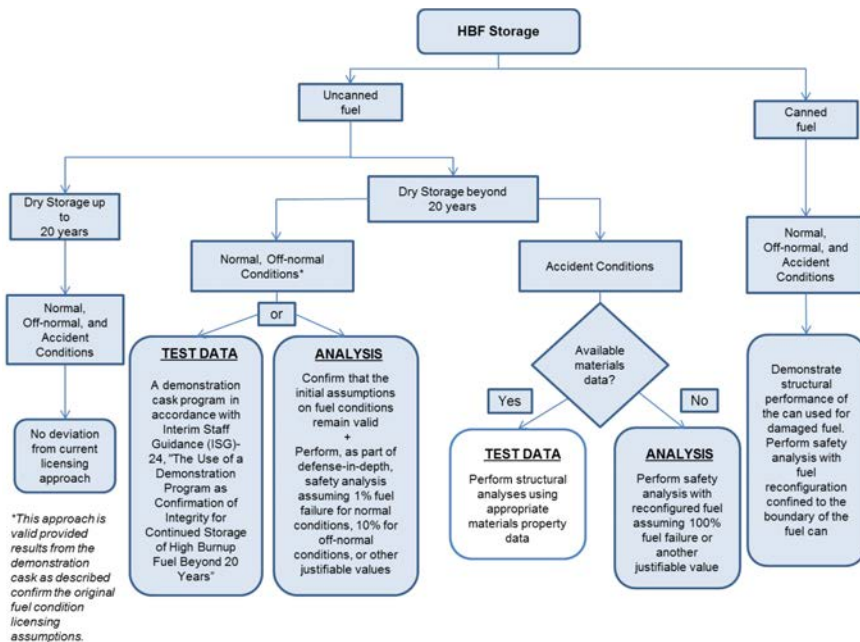 HBF Storage
Uncanned
fuel
Canned
fuel
Dry Storage up
to
20 years
Dry Storage beyond
20 years
Normal, Off-normal
Conditions*
Accident Conditions
Normal,
Off-normal, and
Accident
Conditions
Normal,
Off-normal, and
Accident
Conditions
or
TEST DATA
A demonstration
cask program in
accordance with
Interim Staff
Guidance (ISG)-
24, "The Use of a
Demonstration
Program as
Confirmation of
Integrity for
Continued Storage
of High Burnup
Fuel Beyond 20
Years"
ANALYSIS
Confirm that the
initial assumptions
on fuel conditions
remain valid
+
Perform, as part of
defense-in-depth,
safety analysis
assuming 1% fuel
failure for normal
conditions, 10% for
off-normal
conditions, or other
justifiable values
Available
materials
data?
Yes
No
TEST DATA
Perform structural
analyses using
appropriate
materials property
data
ANALYSIS
Perform safety
analysis with
reconfigured fuel
assuming 100%
fuel failure or
another
justifiable value
Demonstrate
structural
performance of
the can used for
damaged fuel.
Perform safety
analysis with
fuel
reconfiguration
confined to the
boundary of the
fuel can
No deviation
from current
licensing
approach
*This approach is
valid provided
results from the
demonstration
cask as described
confirm the original
fuel condition
licensing
assumptions.